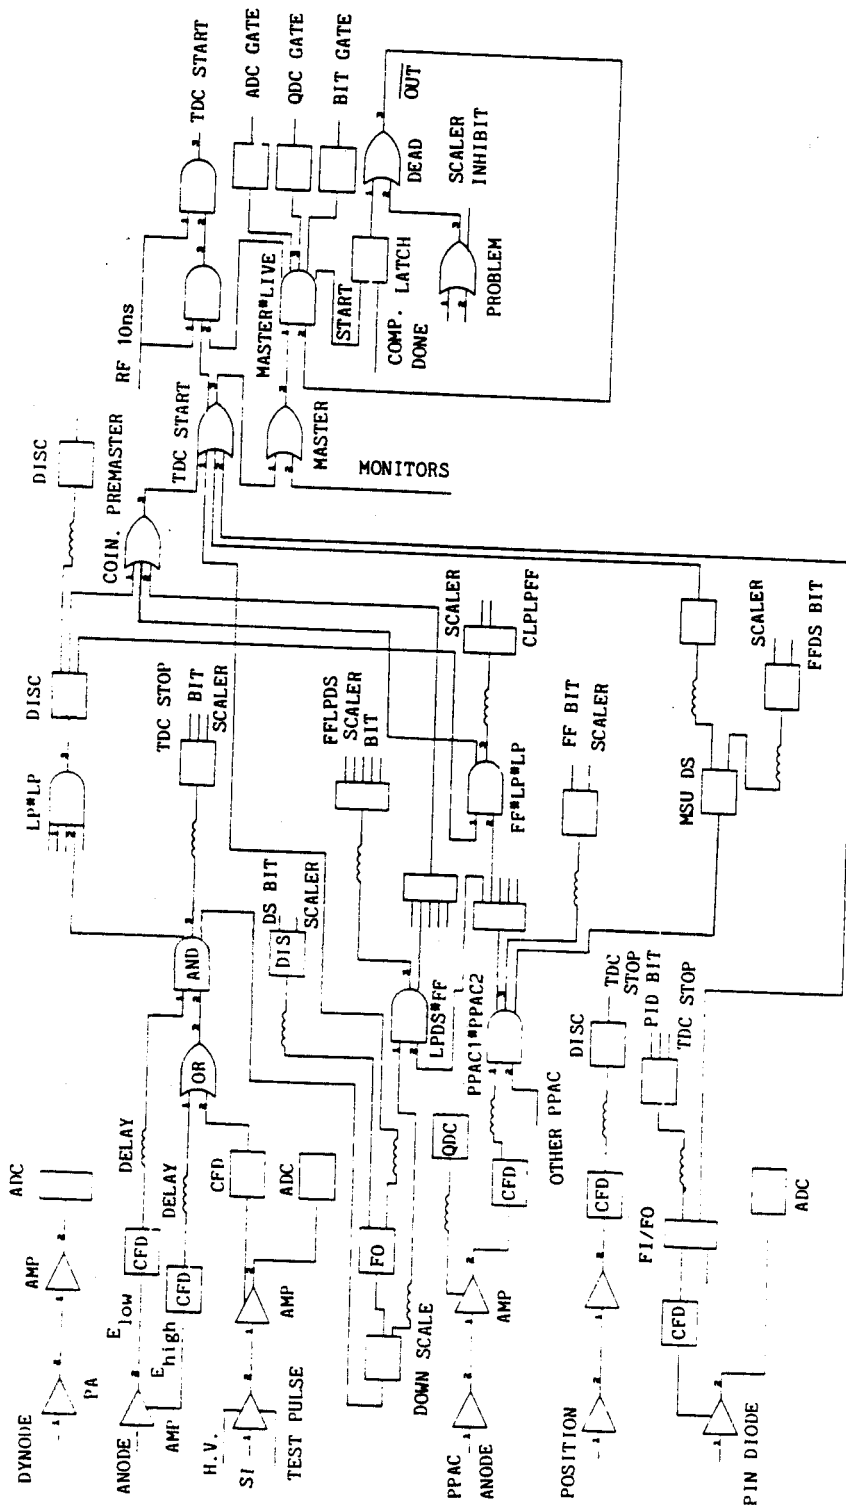 DYNODE
PA
AMP
ADC
ANODE
AMP
E low
E high
CFD
DELAY
CFD
DELAY
H.V.
SI
TEST PULSE
AMP
CFD
ADC
OR
AND
LP*LP
DISC
DISC
TDC STOP
BIT
SCALER
DOWN SCALE
FO
DIS
DS BIT
SCALER
FFLPDS
SCALER
BIT
LPDS*FF
COIN. PREMASTER
TDC START
RF 10ns
TDC START
MASTER
MONITORS
MASTER*LIVE
ADC GATE
QDC GATE
BIT GATE
START
COMP.
DONE
LATCH
DEAD
OUT
PROBLEM
SCALER
INHIBIT
PPAC
ANODE
AMP
QDC
CFD
OTHER PPAC
PPAC1*PPAC2
FF*LP*LP
SCALER
CLPLPFF
FF BIT
SCALER
MSU DS
SCALER
FFDS BIT
POSITION
CFD
DISC
TDC
STOP
PIN DIODE
CFD
FI/FO
PID BIT
TDC STOP
ADC